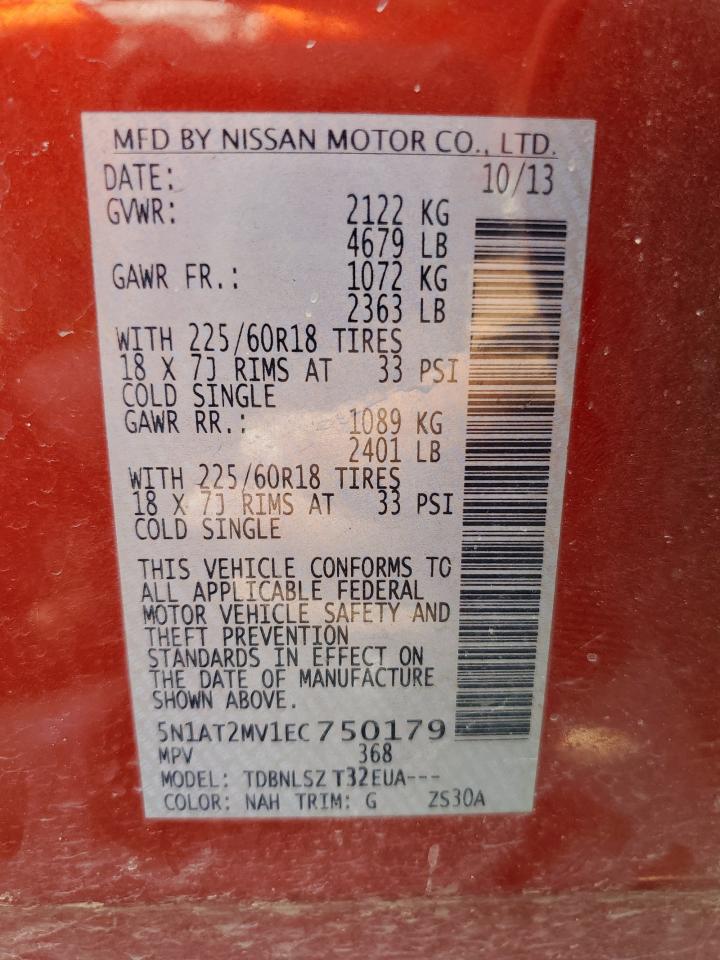 MFD BY NISSAN MOTOR CO., LTD.
DATE: 10/13
GVWR: 2122 KG
4679 LB
GAWR FR.: 1072 KG
2363 LB
WITH 225/60R18 TIRES
18 X 7J RIMS AT 33 PSI
COLD SINGLE
GAWR RR.: 1089 KG
2401 LB
WITH 225/60R18 TIRES
18 X 7J RIMS AT 33 PSI
COLD SINGLE
THIS VEHICLE CONFORMS TO
ALL APPLICABLE FEDERAL
MOTOR VEHICLE SAFETY AND
THEFT PREVENTION
STANDARDS IN EFFECT ON
THE DATE OF MANUFACTURE
SHOWN ABOVE.
5N1AT2MV1EC750179
MPV 368
MODEL: TDBNLSZ T32EUA---
COLOR: NAH TRIM: G ZS30A